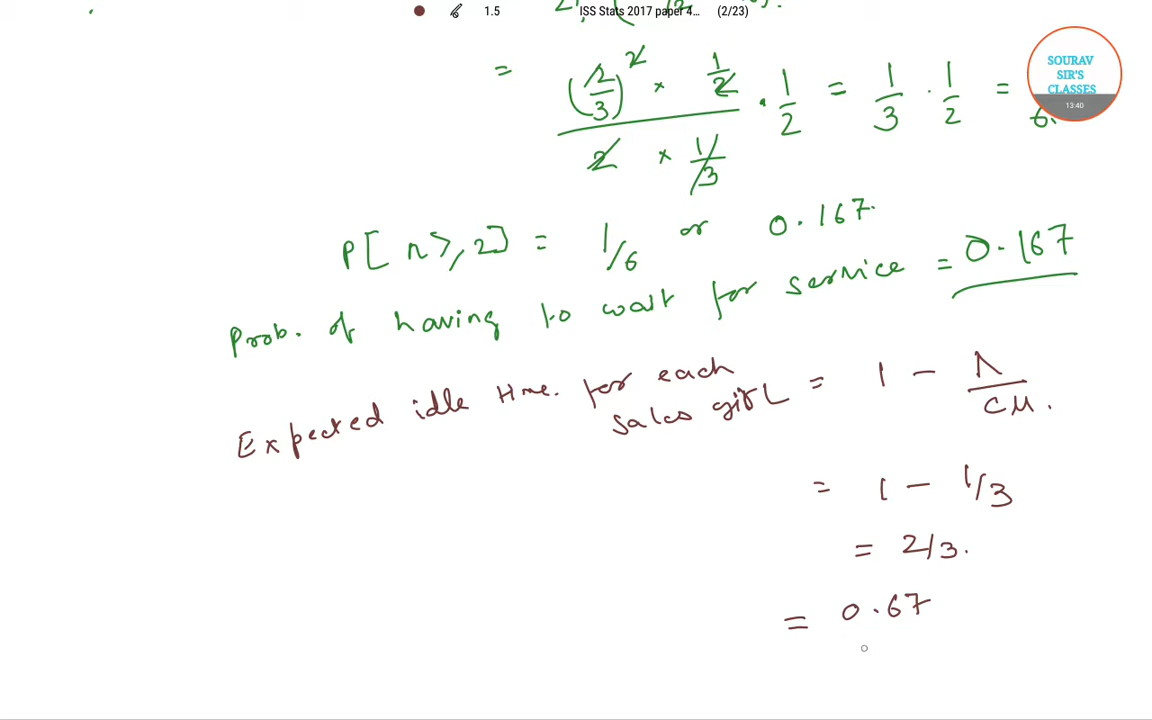 1.5 ISS Stats 2017 paper 4... (2/23)
SOURAV
SIR'S
CLASSES
13:40
= (2/3)^2 × 1/2 / 2 × 1/3 . 1/2 = 1/3 . 1/2 = 6.
P[n≥2] = 1/6 or 0.167.
Prob. of having to wait for service = 0.167
Expected idle time. for each sales girl = 1 - λ/cμ.
= 1 - 1/3
= 2/3.
= 0.67